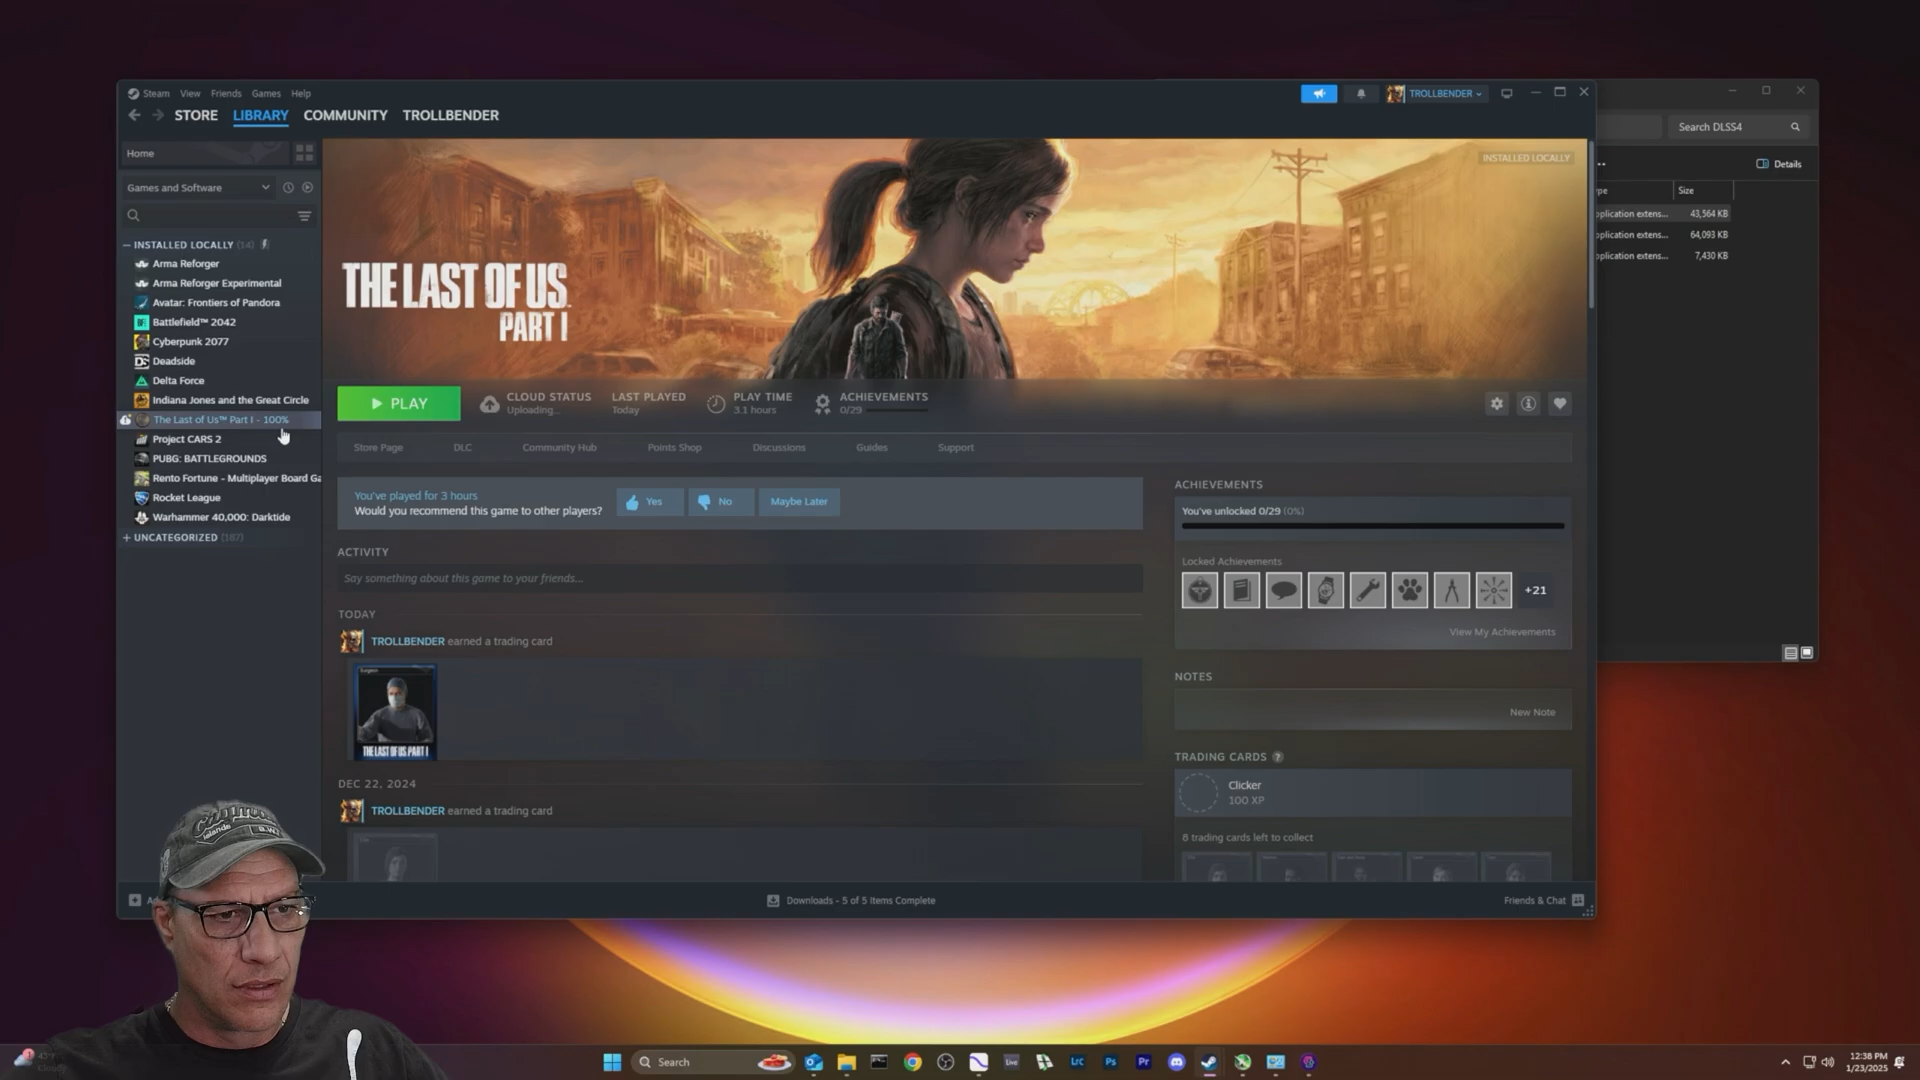 Steam View Friends Games Help
TROLLBENDER
STORE LIBRARY COMMUNITY TROLLBENDER
Search DLSS4
Home
Details
INSTALLED LOCALLY
Games and Software
Size
43,564 KB
64,093 KB
7,430 KB
INSTALLED LOCALLY (14)
Arma Reforger
Arma Reforger Experimental
Avatar: Frontiers of Pandora
Battlefield™ 2042
Cyberpunk 2077
Deadside
Delta Force
Indiana Jones and the Great Circle
The Last of Us™ Part I - 100%
Project CARS 2
PUBG: BATTLEGROUNDS
Rento Fortune - Multiplayer Board Ga
Rocket League
Warhammer 40,000: Darktide
UNCATEGORIZED (187)
THE LAST OF US
PART I
PLAY
CLOUD STATUS
Uploading...
LAST PLAYED
Today
PLAY TIME
3.1 hours
ACHIEVEMENTS
0/29
Store Page DLC Community Hub Points Shop Discussions Guides Support
You've played for 3 hours
Would you recommend this game to other players?
Yes No Maybe Later
ACTIVITY
Say something about this game to your friends...
TODAY
TROLLBENDER earned a trading card
Surgeon
THE LAST OF US PART I
DEC 22, 2024
TROLLBENDER earned a trading card
ACHIEVEMENTS
You've unlocked 0/29 (0%)
Locked Achievements
+21
View My Achievements
NOTES
New Note
TRADING CARDS ?
Clicker
100 XP
8 trading cards left to collect
Downloads - 5 of 5 Items Complete
Friends & Chat
Search
Live
Lrc
Ps
Pr
12:38 PM
1/23/2025